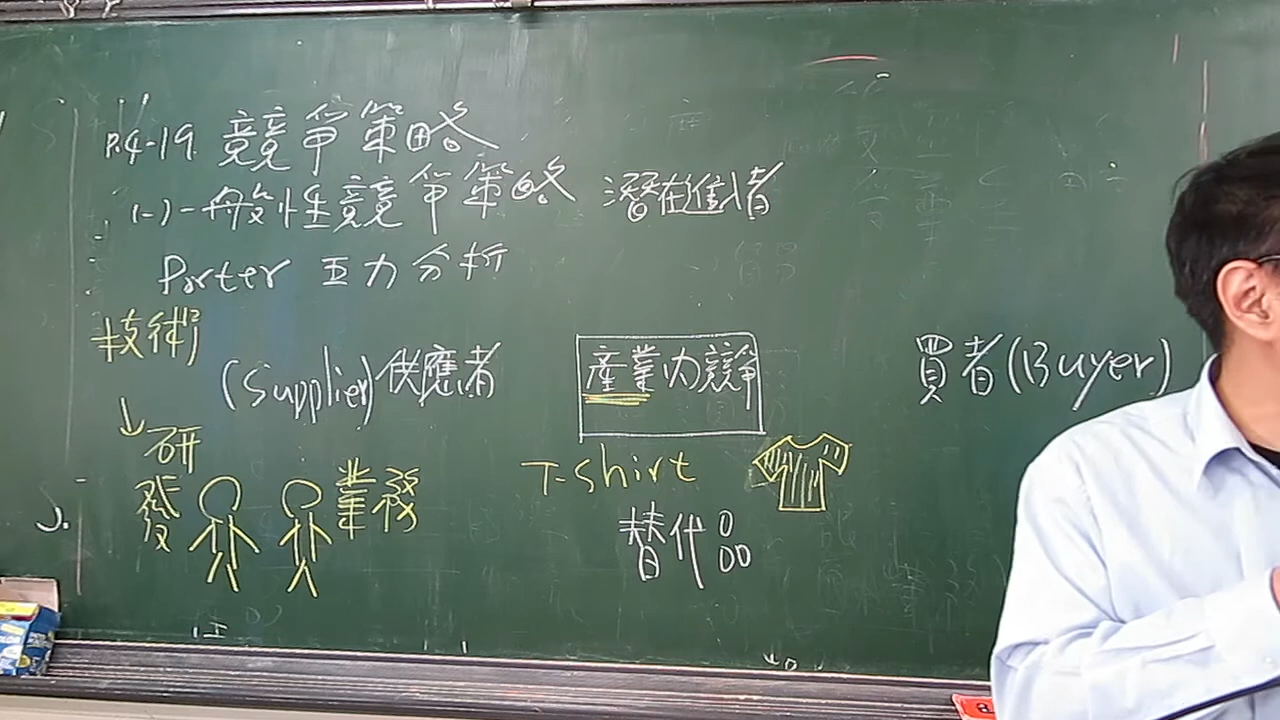 P.4-19. 競爭策略
(一)一般性競爭策略
潛在進入者
Porter 五力分析
技術
(Supplier)供應者
產業內競爭
買者(Buyer)
↓研發
業務
T-shirt
替代品